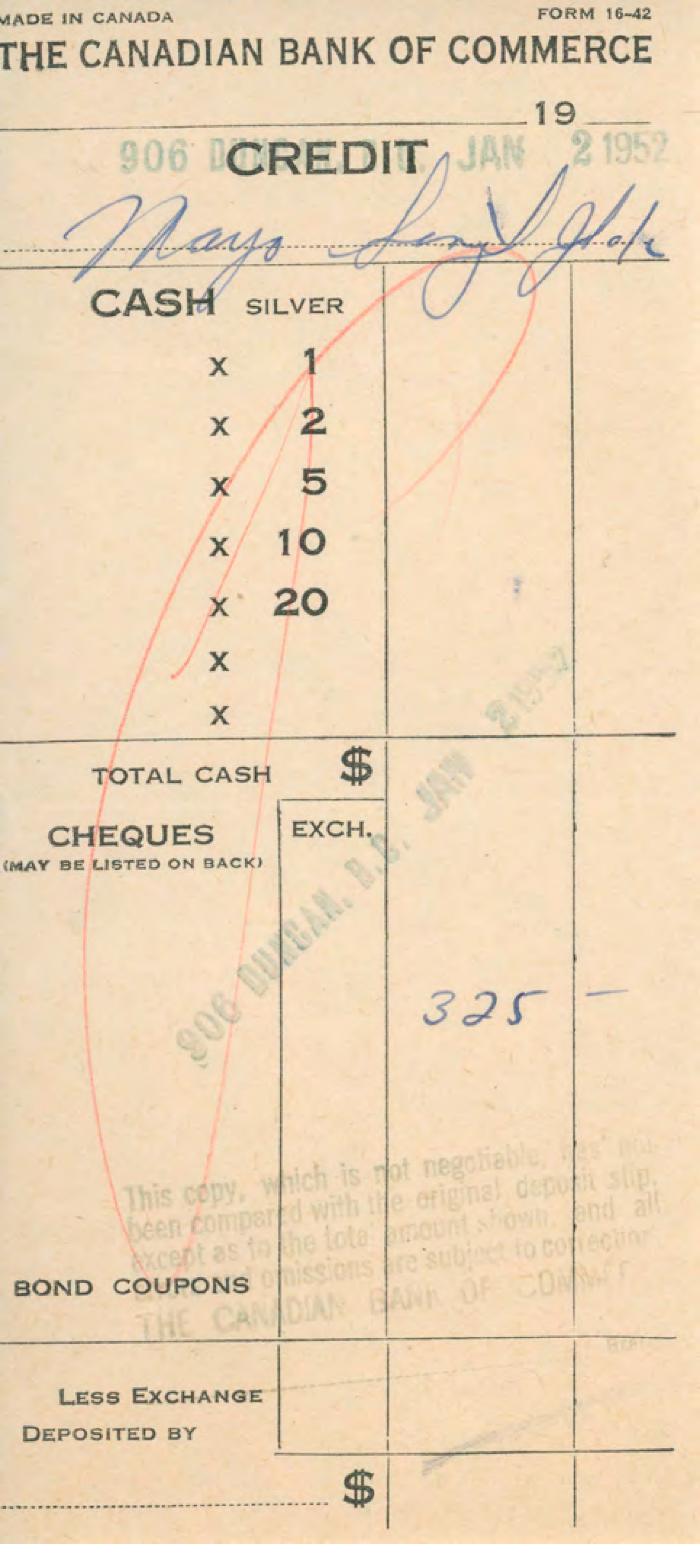 MADE IN CANADA FORM 16-42
THE CANADIAN BANK OF COMMERCE
19
906 DUNCAN, B.C. JAN 2 1952
CREDIT
Mayo
CASH SILVER
x 1
x 2
x 5
x 10
x 20
x
x
TOTAL CASH $
CHEQUES EXCH.
(MAY BE LISTED ON BACK)
906 DUNCAN, B.C. JAN 2 1952
325 –
This copy, which is not negotiable, has not
been compared with the original deposit slip,
except as to the total amount shown, and all
omissions are subject to correction
BOND COUPONS
THE CANADIAN BANK OF COMMERCE
LESS EXCHANGE
DEPOSITED BY
$